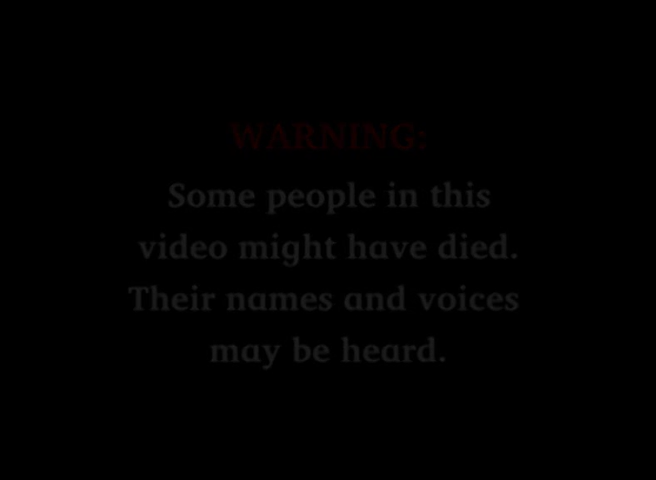 WARNING:
Some people in this
video might have died.
Their names and voices
may be heard.